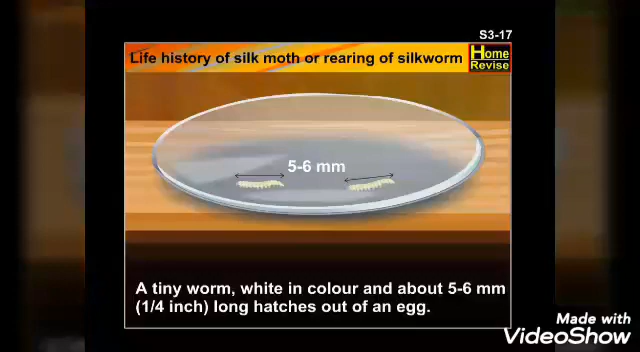 S3-17
Life history of silk moth or rearing of silkworm
Home
Revise
5-6 mm
A tiny worm, white in colour and about 5-6 mm
(1/4 inch) long hatches out of an egg.
Made with
VideoShow